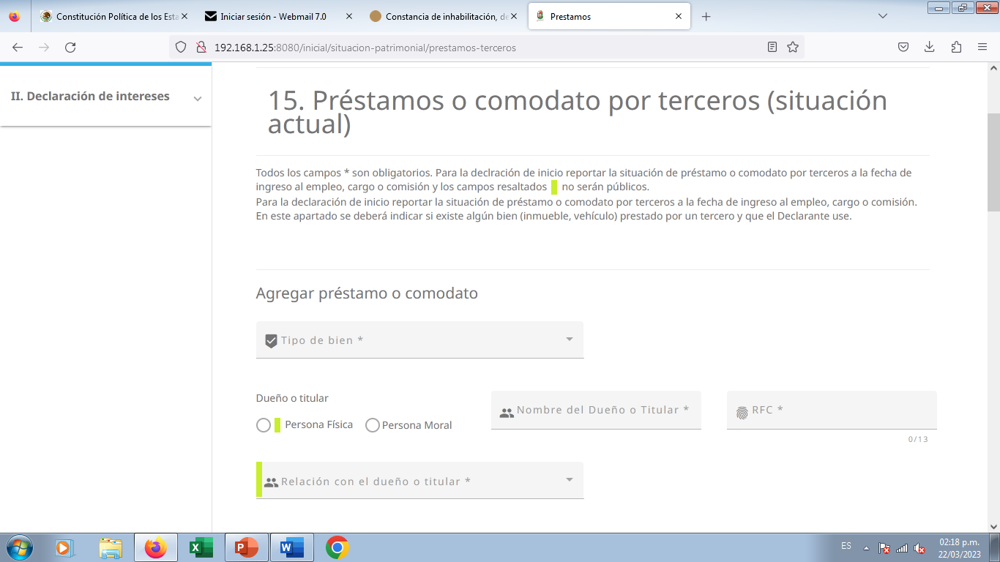 Constitución Política de los Esta
Iniciar sesión - Webmail 7.0
Constancia de inhabilitación, de
Prestamos
192.168.1.25:8080/inicial/situacion-patrimonial/prestamos-terceros
II. Declaración de intereses
15. Préstamos o comodato por terceros (situación
actual)
Todos los campos * son obligatorios. Para la declración de inicio reportar la situación de préstamo o comodato por terceros a la fecha de
ingreso al empleo, cargo o comisión y los campos resaltados no serán públicos.
Para la declaración de inicio reportar la situación de préstamo o comodato por terceros a la fecha de ingreso al empleo, cargo o comisión.
En este apartado se deberá indicar si existe algún bien (inmueble, vehículo) prestado por un tercero y que el Declarante use.
Agregar préstamo o comodato
Tipo de bien *
Dueño o titular
Persona Física
Persona Moral
Nombre del Dueño o Titular *
RFC *
0/13
Relación con el dueño o titular *
ES
02:18 p.m.
22/03/2023